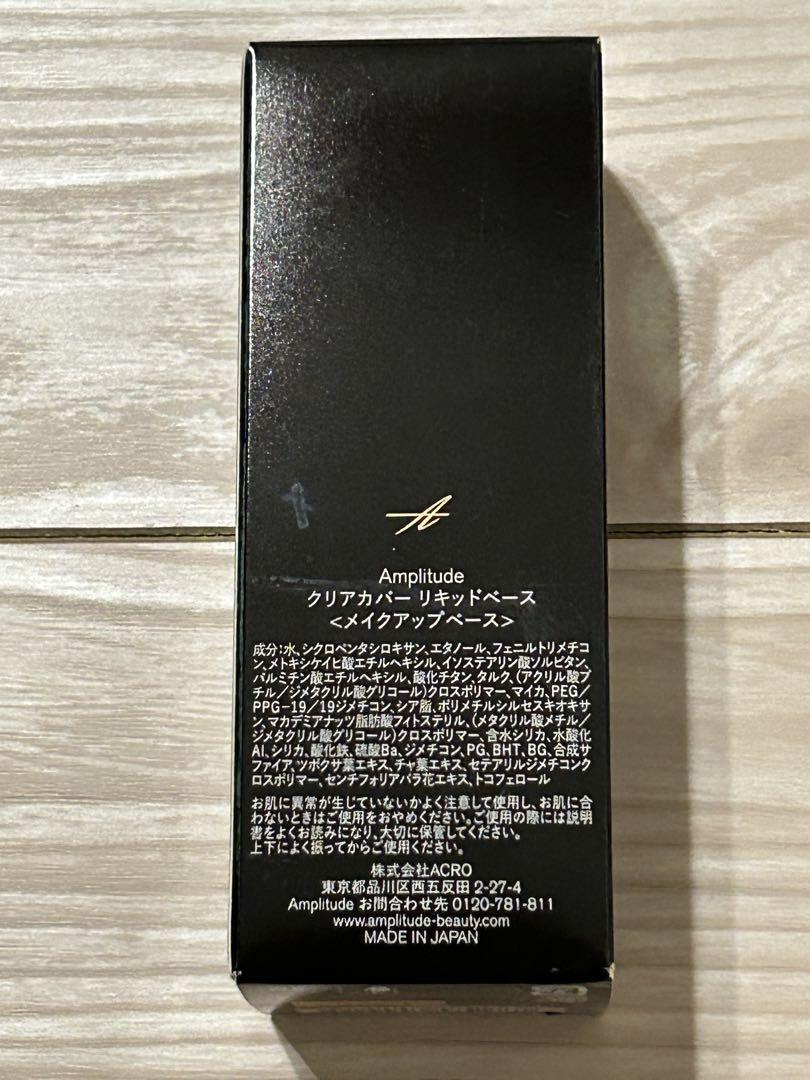 Amplitude
クリアカバー リキッドベース
<メイクアップベース>
成分:水、シクロペンタシロキサン、エタノール、フェニルトリメチコ
ン、メトキシケイヒ酸エチルヘキシル、イソステアリン酸ソルビタン、
パルミチン酸エチルヘキシル、酸化チタン、タルク、(アクリル酸ブ
チル/ジメタクリル酸グリコール)クロスポリマー、マイカ、PEG/
PPG-19/19ジメチコン、シア脂、ポリメチルシルセスキオキサ
ン、マカデミアナッツ脂肪酸フィトステリル、(メタクリル酸メチル/
ジメタクリル酸グリコール)クロスポリマー、含水シリカ、水酸化
Al、シリカ、酸化鉄、硫酸Ba、ジメチコン、PG、BHT、BG、合成サ
ファイア、ツボクサ葉エキス、チャ葉エキス、セテアリルジメチコンク
ロスポリマー、センチフォリアバラ花エキス、トコフェロール
お肌に異常が生じていないかよく注意して使用し、お肌に合
わないときはご使用をおやめください。ご使用の際には説明
書をよくお読みになり、大切に保管してください。
上下によく振ってからご使用ください。
株式会社ACRO
東京都品川区西五反田 2-27-4
Amplitude お問合わせ先 0120-781-811
www.amplitude-beauty.com
MADE IN JAPAN